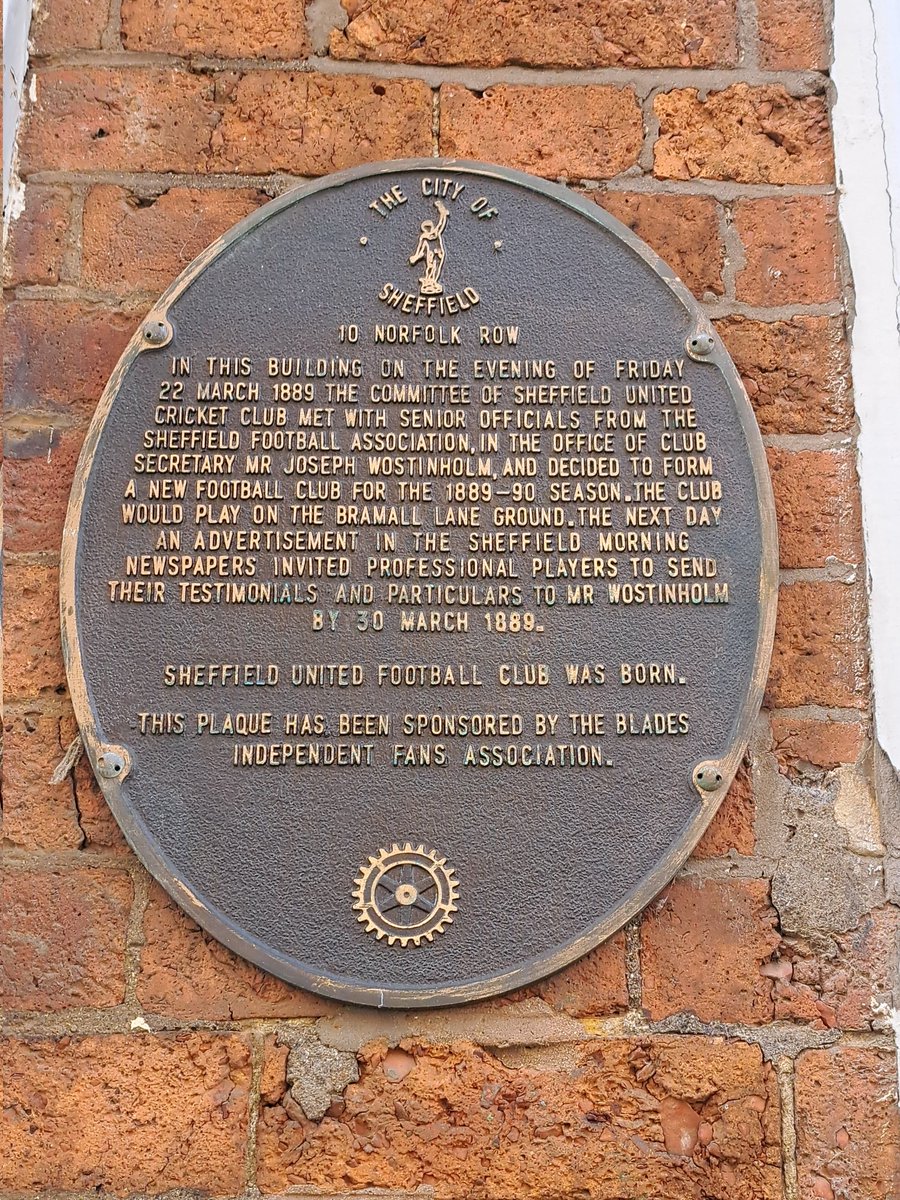 THE CITY OF
SHEFFIELD
10 NORFOLK ROW
IN THIS BUILDING ON THE EVENING OF FRIDAY
22 MARCH 1889 THE COMMITTEE OF SHEFFIELD UNITED
CRICKET CLUB MET WITH SENIOR OFFICIALS FROM THE
SHEFFIELD FOOTBALL ASSOCIATION, IN THE OFFICE OF CLUB
SECRETARY MR JOSEPH WOSTINHOLM, AND DECIDED TO FORM
A NEW FOOTBALL CLUB FOR THE 1889-90 SEASON. THE CLUB
WOULD PLAY ON THE BRAMALL LANE GROUND. THE NEXT DAY
AN ADVERTISEMENT IN THE SHEFFIELD MORNING
NEWSPAPERS INVITED PROFESSIONAL PLAYERS TO SEND
THEIR TESTIMONIALS AND PARTICULARS TO MR WOSTINHOLM
BY 30 MARCH 1889.
SHEFFIELD UNITED FOOTBALL CLUB WAS BORN.
THIS PLAQUE HAS BEEN SPONSORED BY THE BLADES
INDEPENDENT FANS ASSOCIATION.